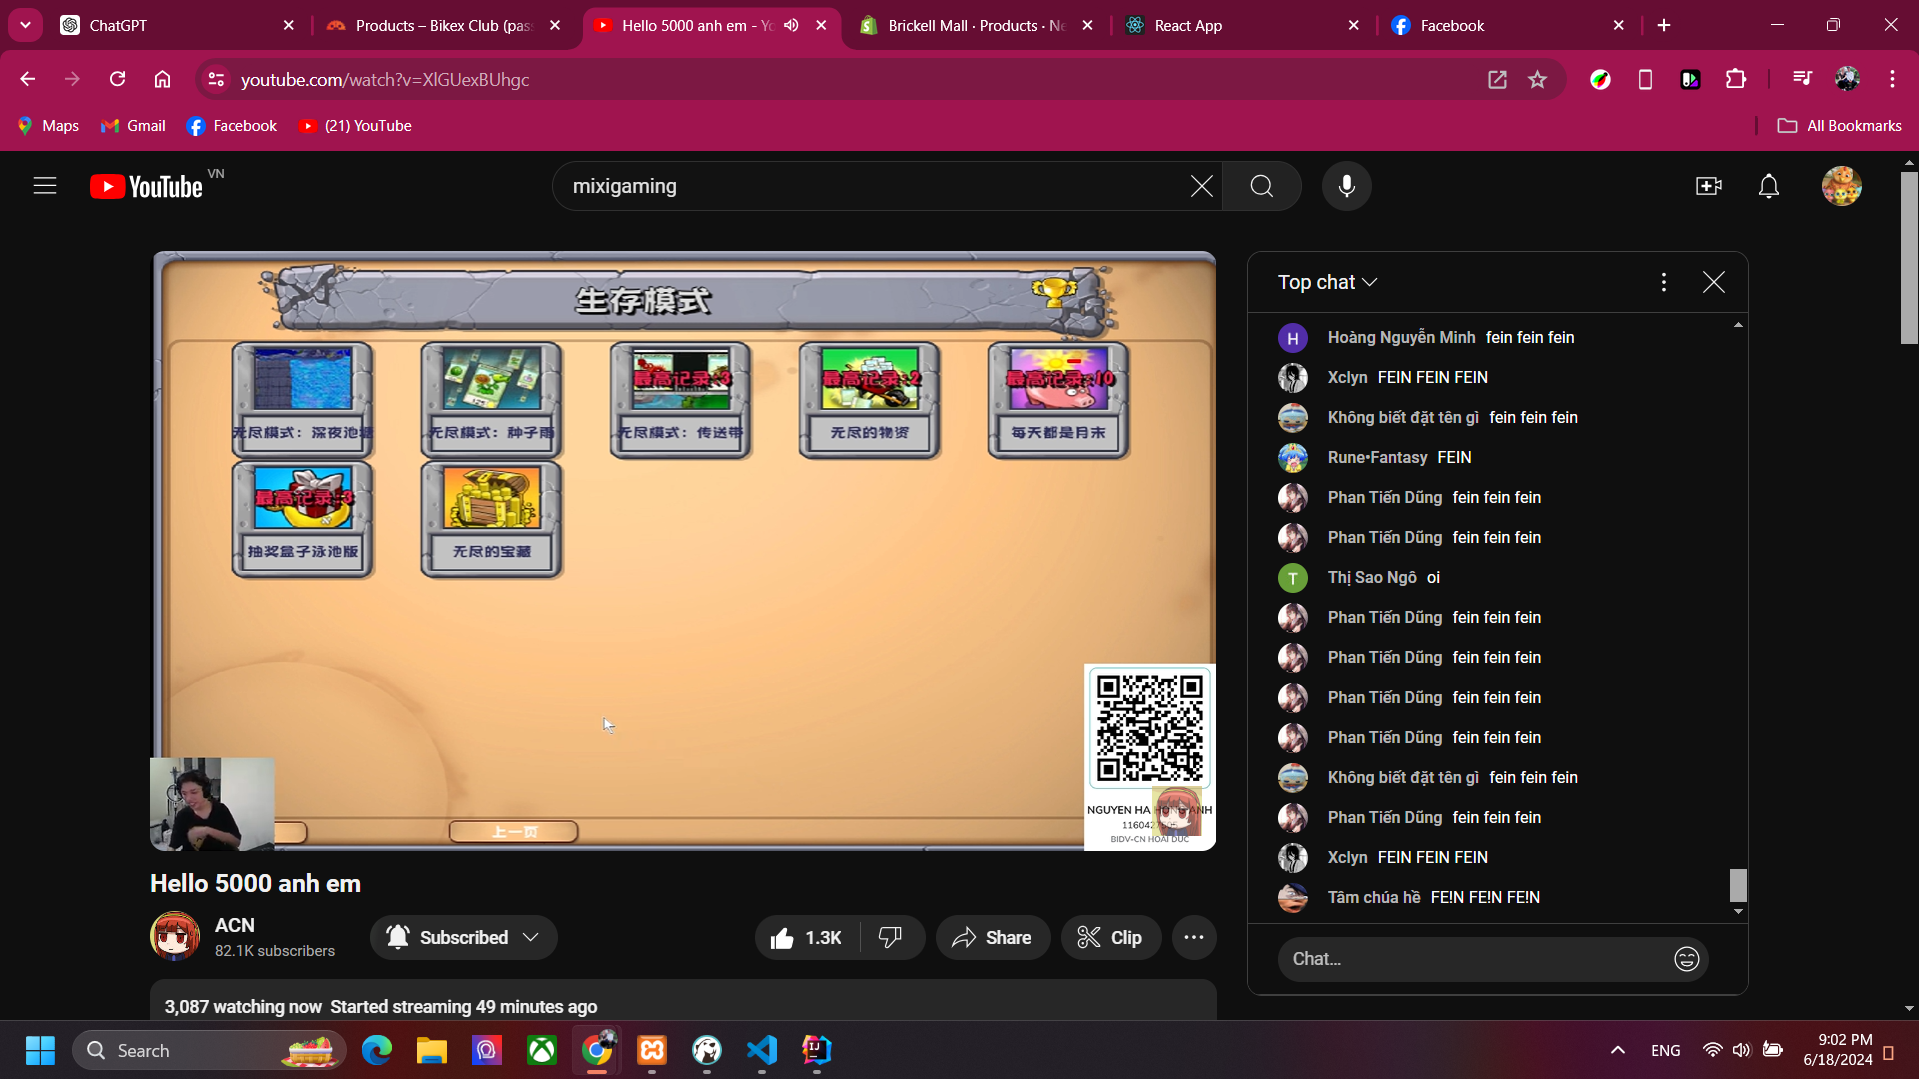 ChatGPT
Products – Bikex Club (pas
Hello 5000 anh em - Yo
Brickell Mall · Products · Ne
React App
Facebook
youtube.com/watch?v=XlGUexBUhgc
Maps
Gmail
Facebook
(21) YouTube
All Bookmarks
YouTube VN
mixigaming
生存模式
最高记录:3
最高记录:2
最高记录:10
无尽模式：深夜池塘
无尽模式：种子雨
无尽模式：传送带
无尽的物资
每天都是月末
最高记录:3
抽奖盒子泳池版
无尽的宝藏
上一页
NGUYEN HA
ANH
BIDV-CN HOAI DUC
Top chat
Hoàng Nguyễn Minh fein fein fein
Xclyn FEIN FEIN FEIN
Không biết đặt tên gì fein fein fein
Rune•Fantasy FEIN
Phan Tiến Dũng fein fein fein
Phan Tiến Dũng fein fein fein
T Thị Sao Ngô oi
Phan Tiến Dũng fein fein fein
Phan Tiến Dũng fein fein fein
Phan Tiến Dũng fein fein fein
Phan Tiến Dũng fein fein fein
Không biết đặt tên gì fein fein fein
Phan Tiến Dũng fein fein fein
Xclyn FEIN FEIN FEIN
Tâm chúa hề FE!N FE!N FE!N
Chat...
Hello 5000 anh em
ACN
82.1K subscribers
Subscribed
1.3K
Share
Clip
3,087 watching now Started streaming 49 minutes ago
Search
ENG
9:02 PM
6/18/2024